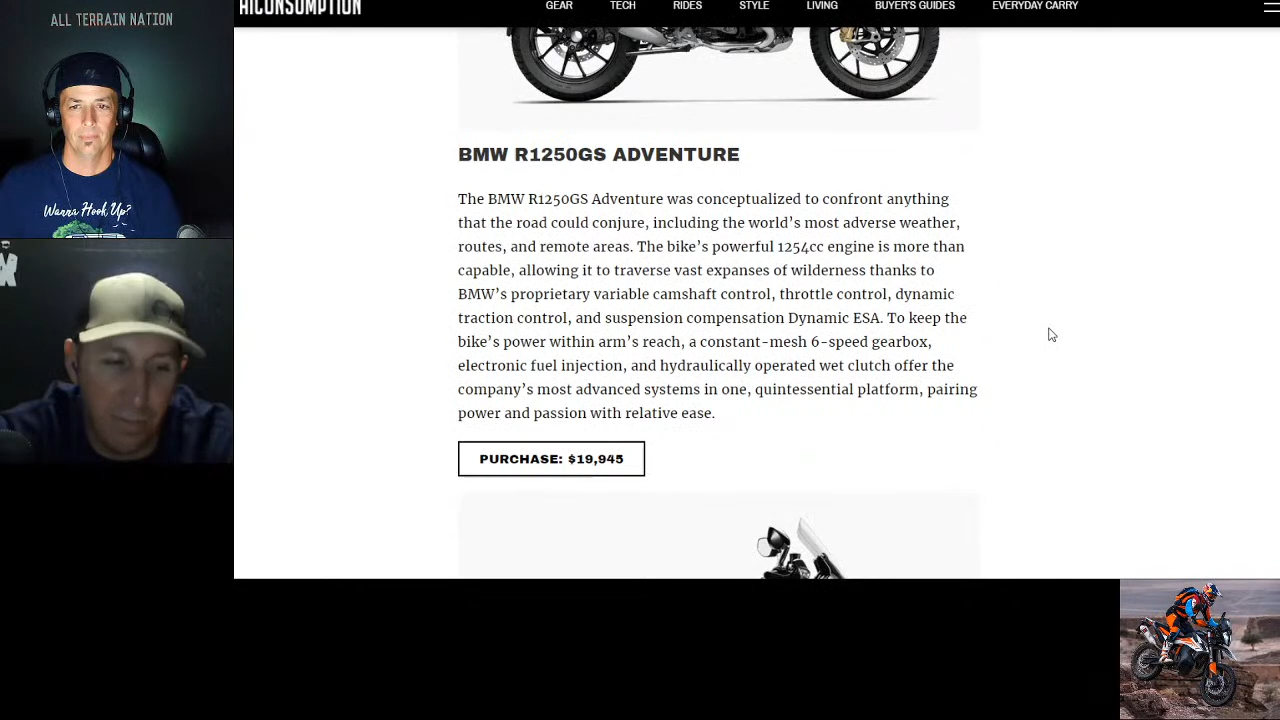 ALL TERRAIN NATION
Wanna Hook Up?
HICONSUMPTION
GEAR TECH RIDES STYLE LIVING BUYER'S GUIDES EVERYDAY CARRY
BMW R1250GS ADVENTURE
The BMW R1250GS Adventure was conceptualized to confront anything
that the road could conjure, including the world’s most adverse weather,
routes, and remote areas. The bike’s powerful 1254cc engine is more than
capable, allowing it to traverse vast expanses of wilderness thanks to
BMW’s proprietary variable camshaft control, throttle control, dynamic
traction control, and suspension compensation Dynamic ESA. To keep the
bike’s power within arm’s reach, a constant-mesh 6-speed gearbox,
electronic fuel injection, and hydraulically operated wet clutch offer the
company’s most advanced systems in one, quintessential platform, pairing
power and passion with relative ease.
PURCHASE: $19,945